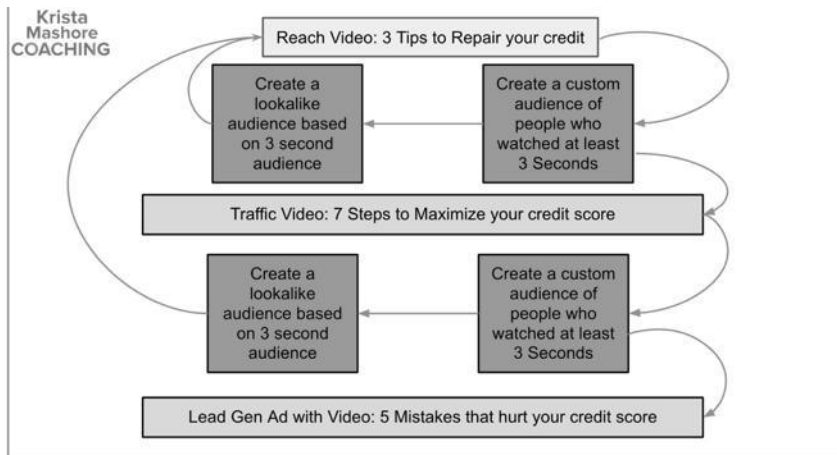 Krista
Mashore
COACHING
Reach Video: 3 Tips to Repair your credit
Create a
lookalike
audience based
on 3 second
audience
Create a custom
audience of
people who
watched at least
3 Seconds
Traffic Video: 7 Steps to Maximize your credit score
Create a
lookalike
audience based
on 3 second
audience
Create a custom
audience of
people who
watched at least
3 Seconds
Lead Gen Ad with Video: 5 Mistakes that hurt your credit score